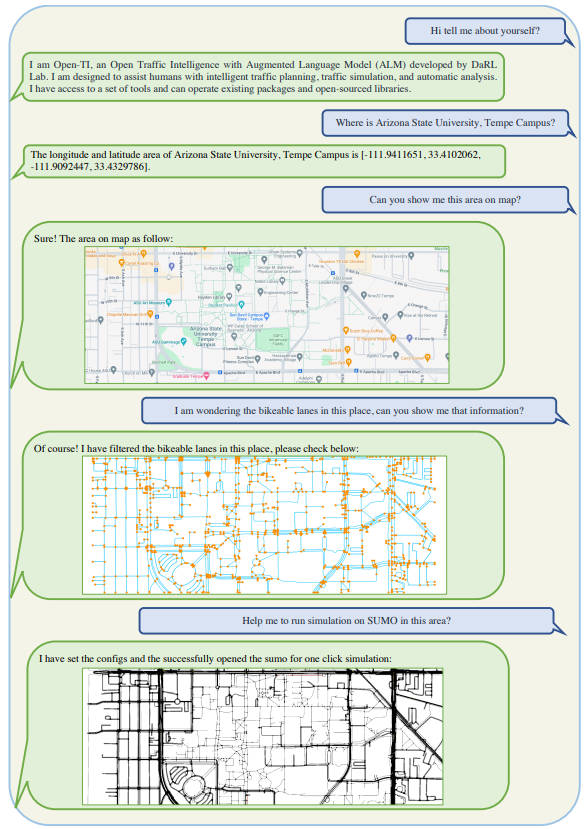 Hi tell me about yourself?
I am Open-TI, an Open Traffic Intelligence with Augmented Language Model (ALM) developed by DaRL
Lab. I am designed to assist humans with intelligent traffic planning, traffic simulation, and automatic analysis.
I have access to a set of tools and can operate existing packages and open-sourced libraries.
Where is Arizona State University, Tempe Campus?
The longitude and latitude area of Arizona State University, Tempe Campus is [-111.9411651, 33.4102062,
-111.9092447, 33.4329786].
Can you show me this area on map?
Sure! The area on map as follow:
Arizona State
University
Tempe
Campus
I am wondering the bikeable lanes in this place, can you show me that information?
Of course! I have filtered the bikeable lanes in this place, please check below:
Help me to run simulation on SUMO in this area?
I have set the configs and the successfully opened the sumo for one click simulation: